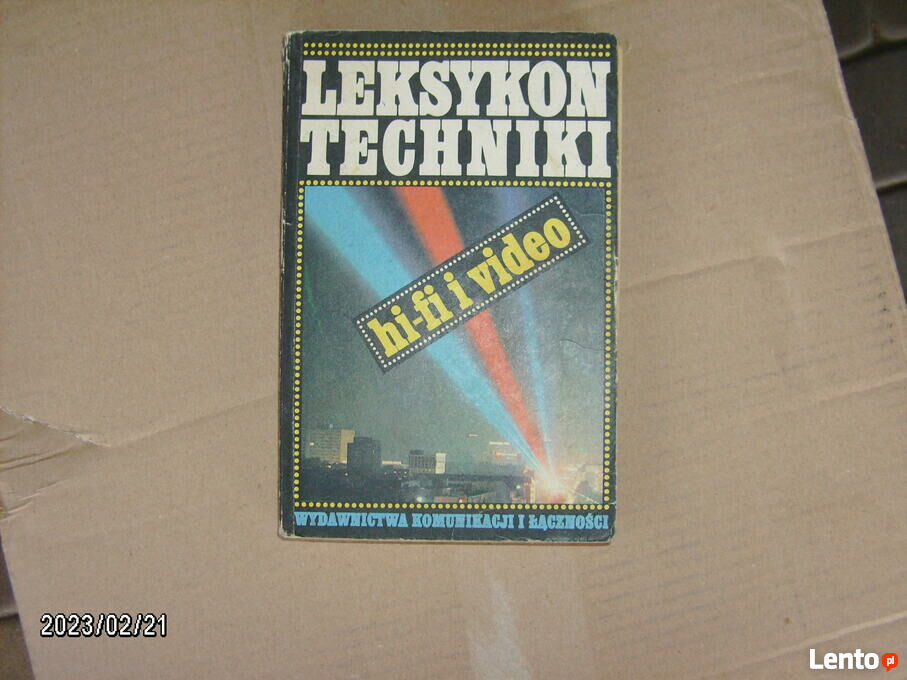 LEKSYKON
TECHNIKI
hi-fi i video
WYDAWNICTWA KOMUNIKACJI I ŁĄCZNOŚCI
2023/02/21
Lento pl